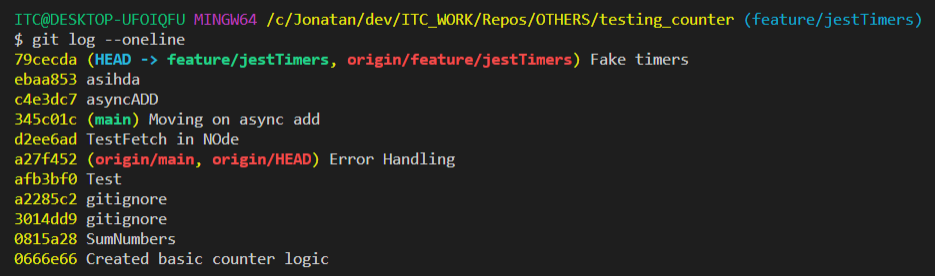 ITC@DESKTOP-UFOIQFU MINGW64 /c/Jonatan/dev/ITC_WORK/Repos/OTHERS/testing_counter (feature/jestTimers)
$ git log --oneline
79cecda (HEAD -> feature/jestTimers, origin/feature/jestTimers) Fake timers
ebaa853 asihda
c4e3dc7 asyncADD
345c01c (main) Moving on async add
d2ee6ad TestFetch in NOde
a27f452 (origin/main, origin/HEAD) Error Handling
afb3bf0 Test
a2285c2 gitignore
3014dd9 gitignore
0815a28 SumNumbers
0666e66 Created basic counter logic